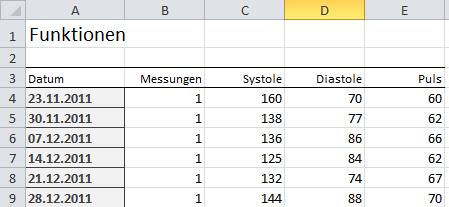 A B C D E
1 Funktionen
2
3 Datum Messungen Systole Diastole Puls
4 23.11.2011 1 160 70 60
5 30.11.2011 1 138 77 62
6 07.12.2011 1 136 86 66
7 14.12.2011 1 125 84 62
8 21.12.2011 1 132 74 67
9 28.12.2011 1 144 88 70